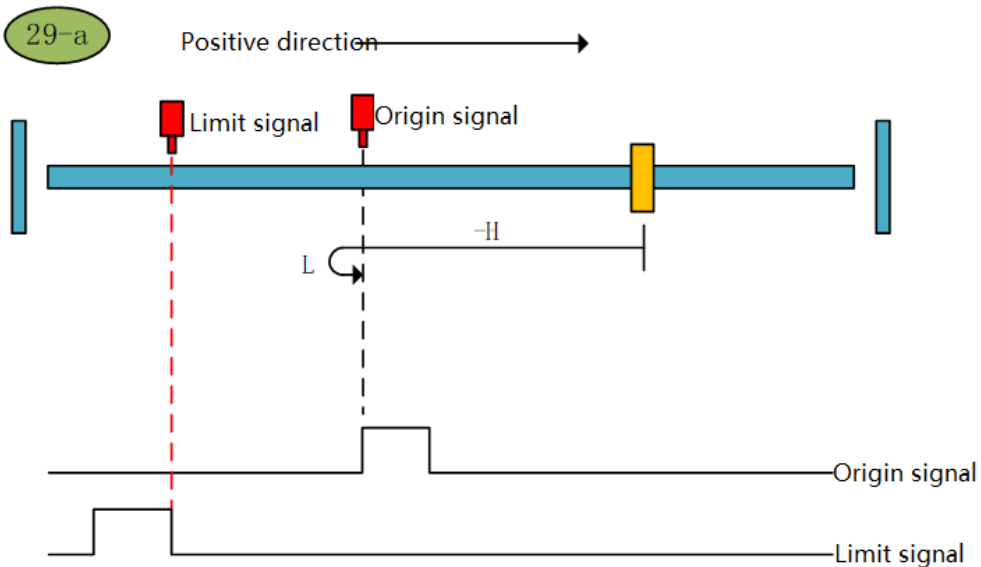 29-a
Positive direction
Limit signal
Origin signal
-H
L
Origin signal
Limit signal